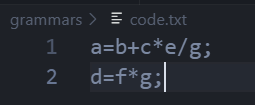 grammars > code.txt
1 a=b+c*e/g;
2 d=f*g;